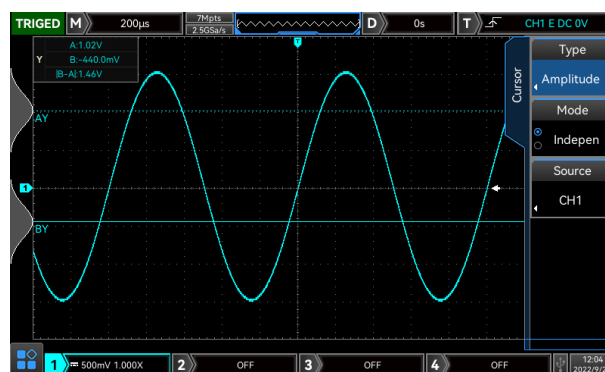 TRIGED M 200μs 7Mpts 2.5GSa/s D 0s T CH1 E DC 0V
Y
A:1.02V
B:-440.0mV
|B-A|:1.46V
T
AY
1
BY
Cursor
Type
Amplitude
Mode
Indepen
Source
CH1
1 500mV 1.000X 2 OFF 3 OFF 4 OFF
12:04